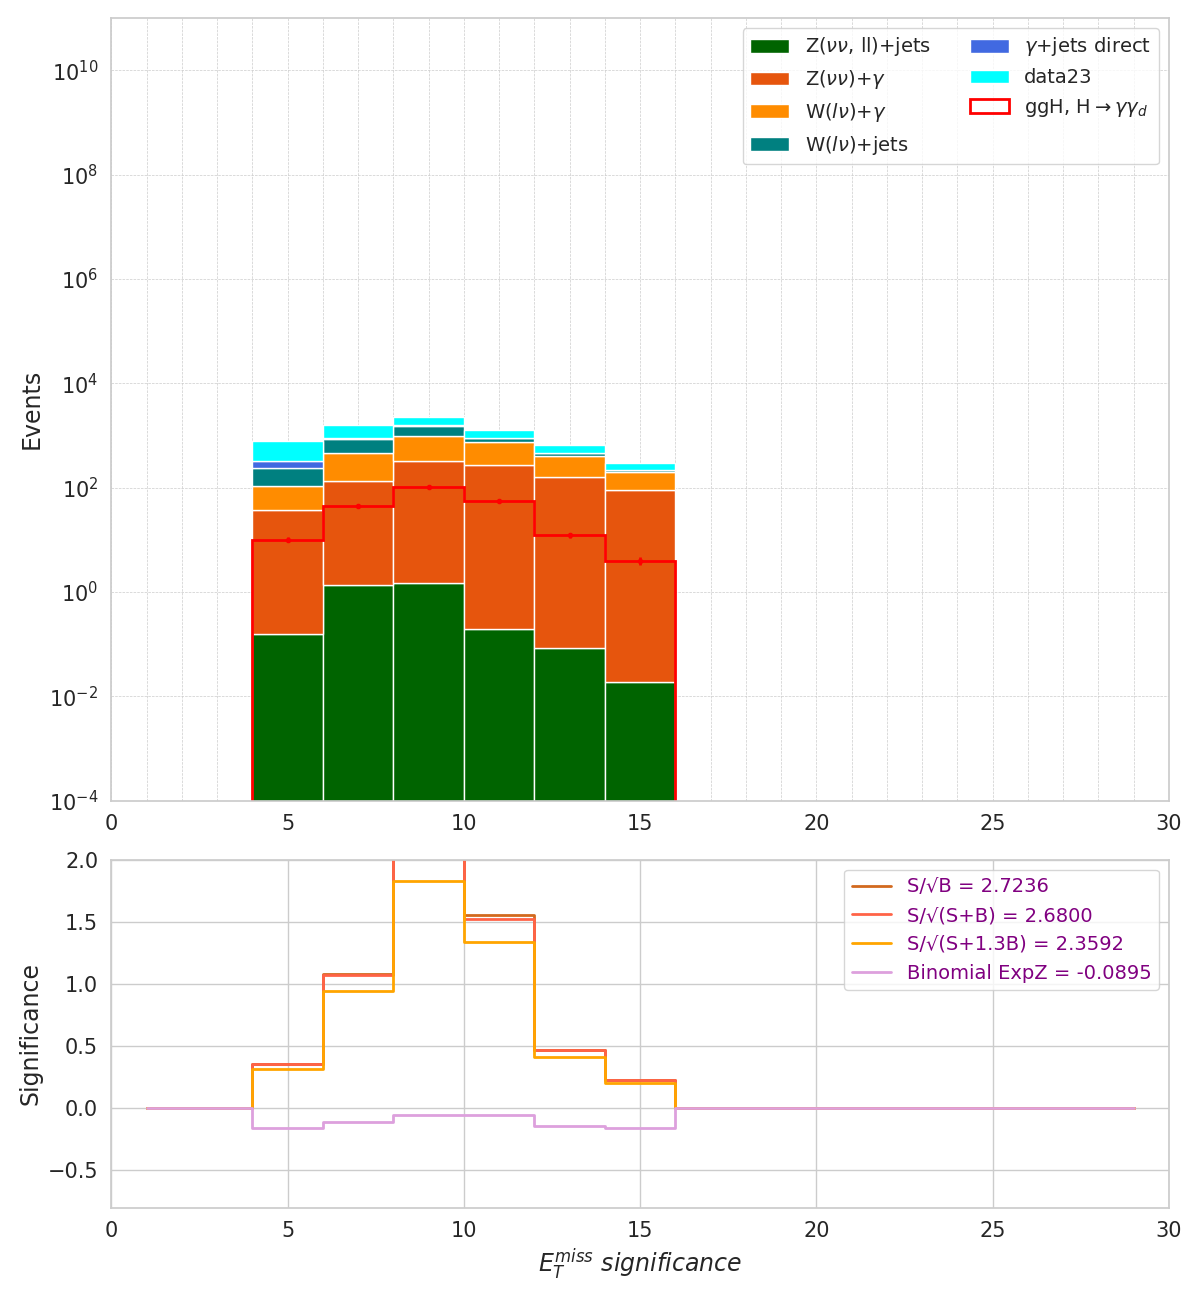 Z(νν, ll)+jets
Z(νν)+γ
W(lν)+γ
W(lν)+jets
γ+jets direct
data23
ggH, H→γγ_d
Events
10^10
10^8
10^6
10^4
10^2
10^0
10^−2
10^−4
0 5 10 15 20 25 30
S/√B = 2.7236
S/√(S+B) = 2.6800
S/√(S+1.3B) = 2.3592
Binomial ExpZ = -0.0895
Significance
2.0
1.5
1.0
0.5
0.0
−0.5
0 5 10 15 20 25 30
E_T^miss significance